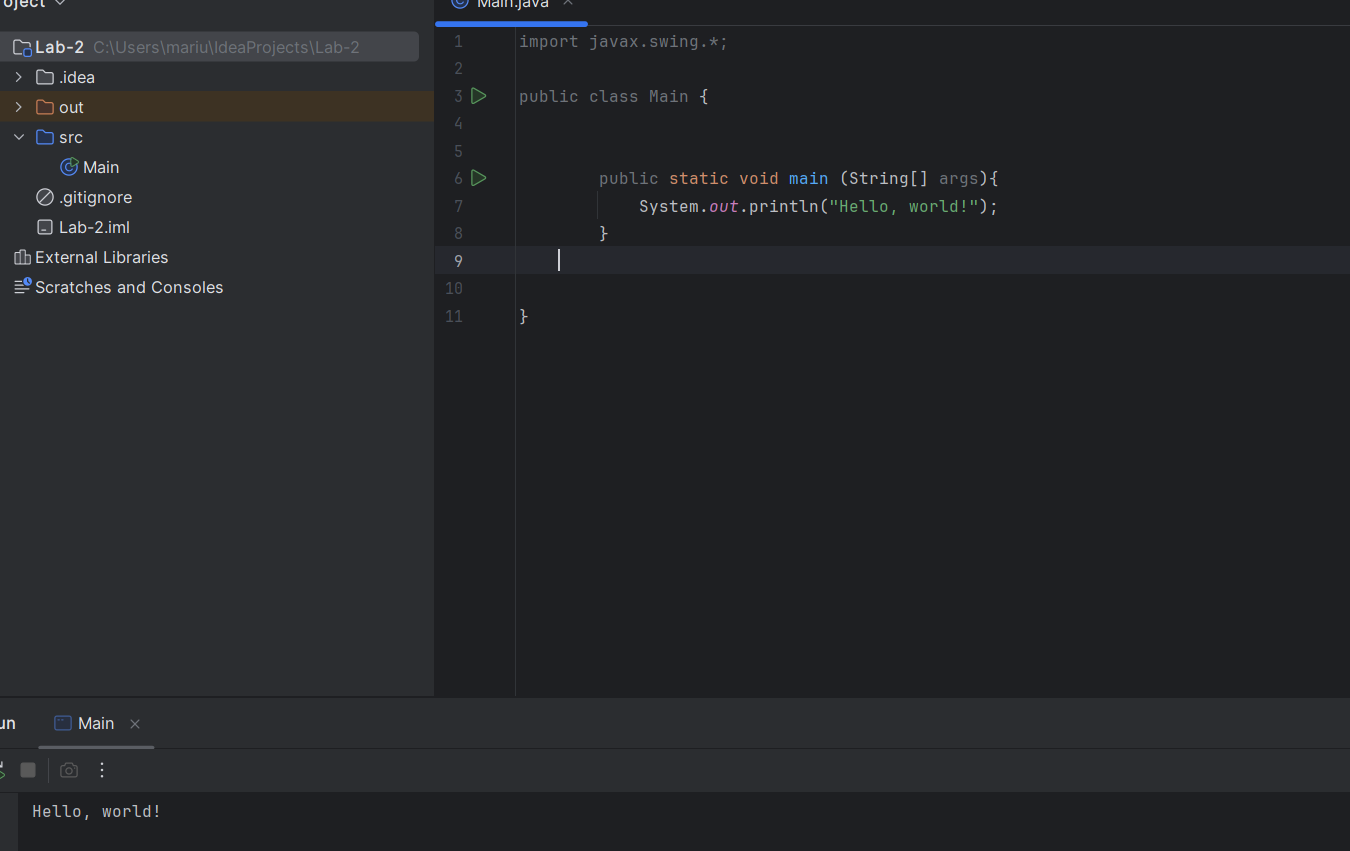 oject
Main.java
Lab-2 C:\Users\mariu\IdeaProjects\Lab-2
.idea
out
src
Main
.gitignore
Lab-2.iml
External Libraries
Scratches and Consoles
1 import javax.swing.*;
2
3 public class Main {
4
5
6 public static void main (String[] args){
7 System.out.println("Hello, world!");
8 }
9
10
11 }
un
Main
Hello, world!